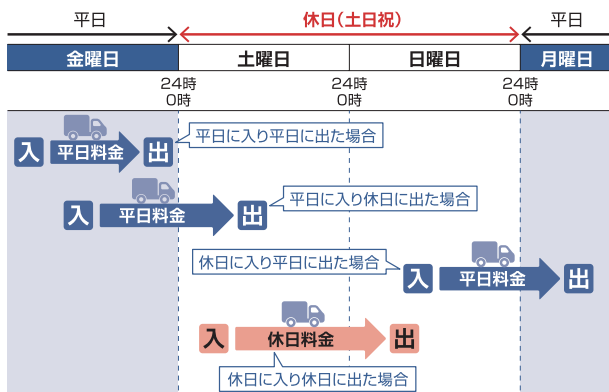 平日
休日(土日祝)
平日
金曜日
土曜日
日曜日
月曜日
24時
0時
24時
0時
24時
0時
入
平日料金
出
平日に入り平日に出た場合
入
平日料金
出
平日に入り休日に出た場合
休日に入り平日に出た場合
入
平日料金
出
入
休日料金
出
休日に入り休日に出た場合